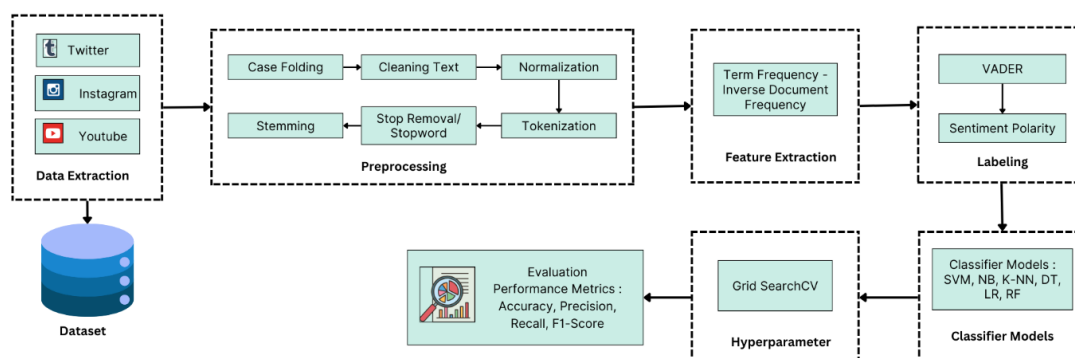 Twitter
Instagram
Youtube
Data Extraction
Dataset
Case Folding
Cleaning Text
Normalization
Tokenization
Stop Removal/
Stopword
Stemming
Preprocessing
Term Frequency -
Inverse Document
Frequency
Feature Extraction
VADER
Sentiment Polarity
Labeling
Classifier Models :
SVM, NB, K-NN, DT,
LR, RF
Classifier Models
Grid SearchCV
Hyperparameter
Evaluation
Performance Metrics :
Accuracy, Precision,
Recall, F1-Score